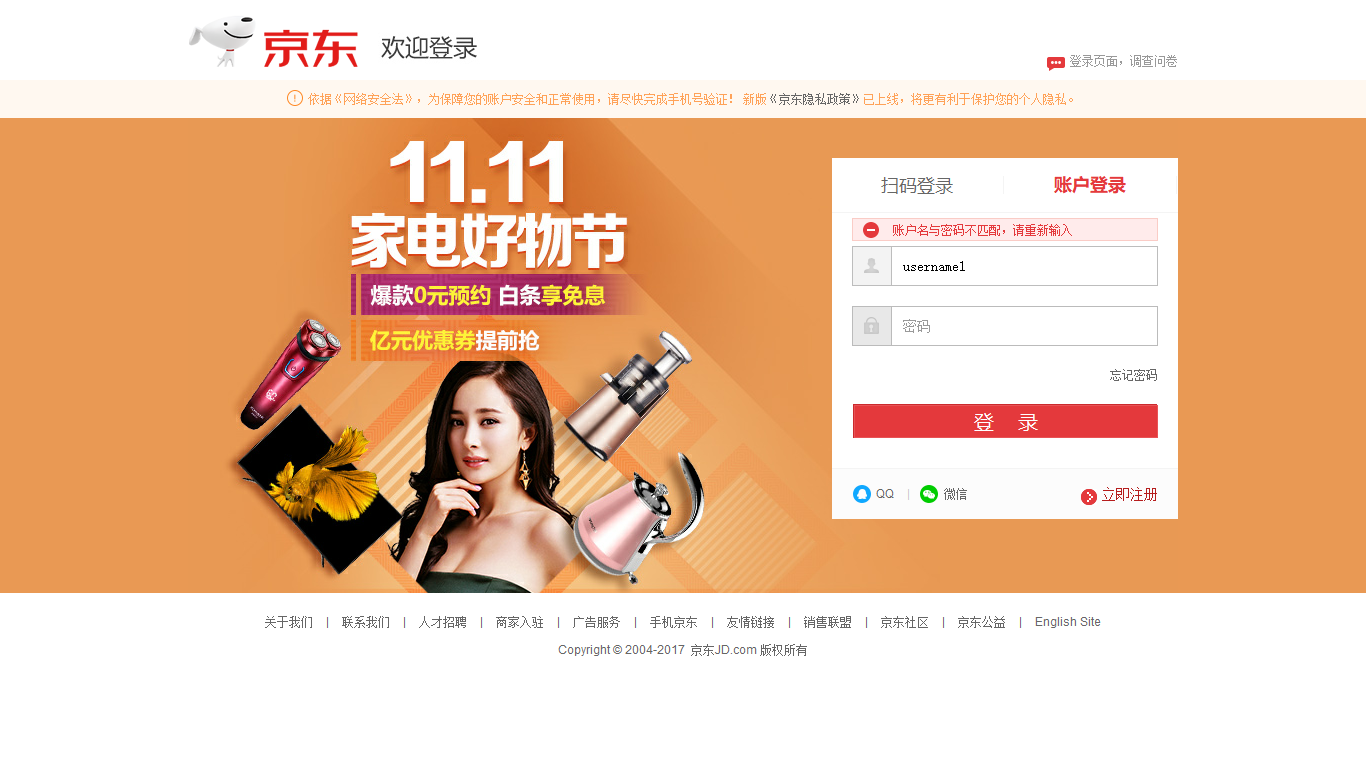 京东 欢迎登录
登录页面，调查问卷
依据《网络安全法》，为保障您的账户安全和正常使用，请尽快完成手机号验证！ 新版《京东隐私政策》已上线，将更有利于保护您的个人隐私。
11.11
家电好物节
爆款0元预约 白条享免息
亿元优惠券提前抢
扫码登录 账户登录
账户名与密码不匹配，请重新输入
username1
密码
忘记密码
登 录
QQ | 微信 立即注册
关于我们 | 联系我们 | 人才招聘 | 商家入驻 | 广告服务 | 手机京东 | 友情链接 | 销售联盟 | 京东社区 | 京东公益 | English Site
Copyright © 2004-2017 京东JD.com 版权所有